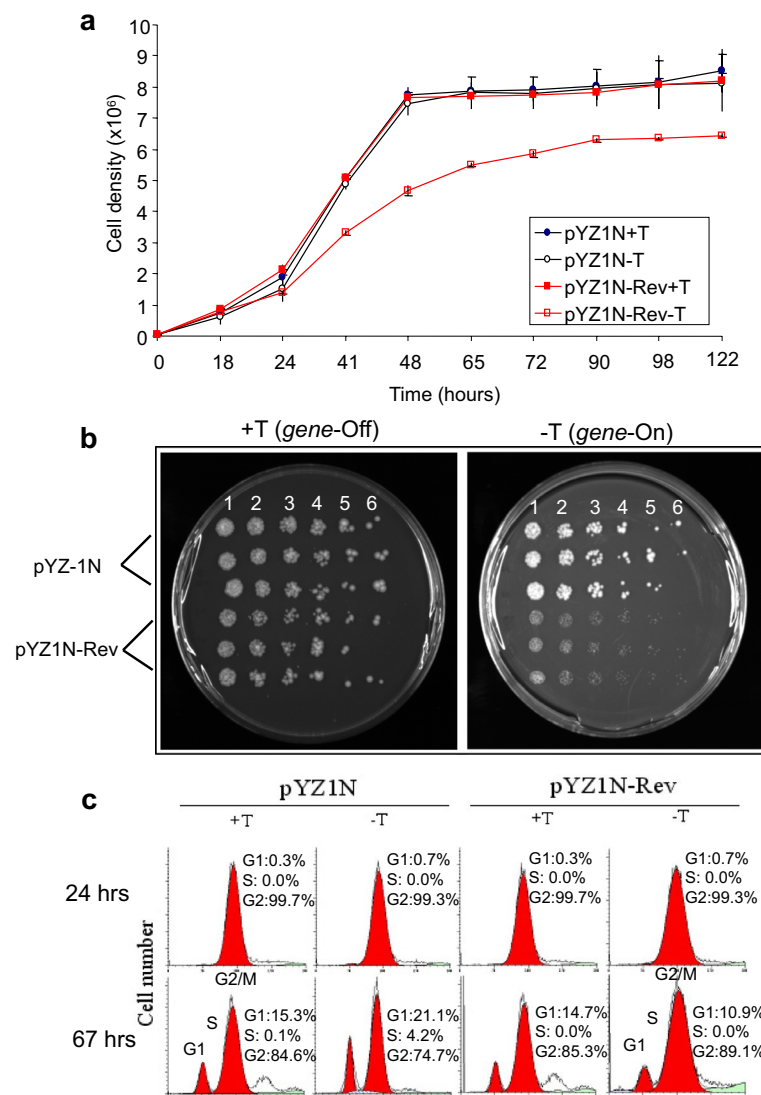 a
10
9
8
7
6
5
4
3
2
1
0
Cell density (x10⁶)
0 18 24 41 48 65 72 90 98 122
Time (hours)
pYZ1N+T
pYZ1N-T
pYZ1N-Rev+T
pYZ1N-Rev-T
b
+T (gene-Off)
-T (gene-On)
1 2 3 4 5 6
1 2 3 4 5 6
pYZ-1N
pYZ1N-Rev
c
pYZ1N
pYZ1N-Rev
+T
-T
+T
-T
24 hrs
G1:0.3%
S: 0.0%
G2:99.7%
G1:0.7%
S: 0.0%
G2:99.3%
G1:0.3%
S: 0.0%
G2:99.7%
G1:0.7%
S: 0.0%
G2:99.3%
Cell number
67 hrs
G2/M
S
G1
G1:15.3%
S: 0.1%
G2:84.6%
G1:21.1%
S: 4.2%
G2:74.7%
G1:14.7%
S: 0.0%
G2:85.3%
G2/M
S
G1
G1:10.9%
S: 0.0%
G2:89.1%